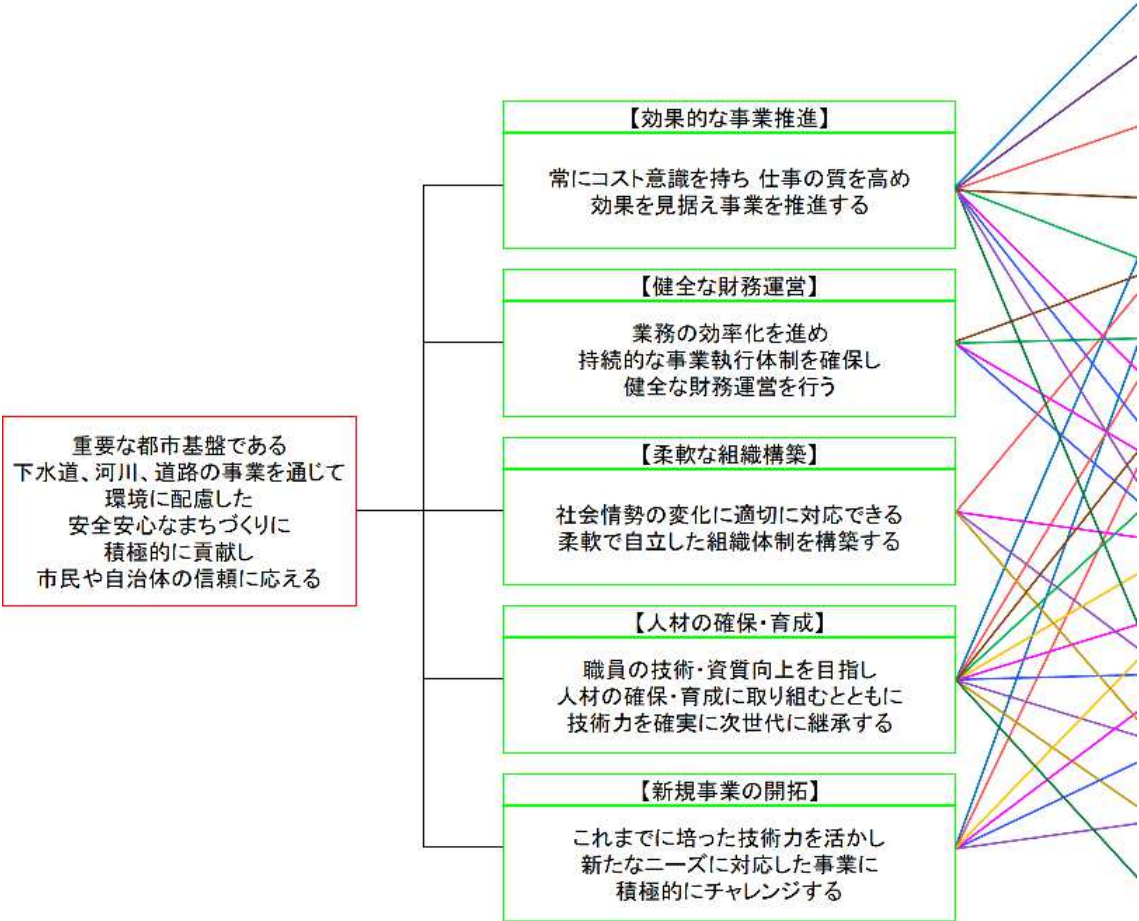 【効果的な事業推進】
常にコスト意識を持ち 仕事の質を高め
効果を見据え事業を推進する
【健全な財務運営】
業務の効率化を進め
持続的な事業執行体制を確保し
健全な財務運営を行う
重要な都市基盤である
下水道、河川、道路の事業を通じて
環境に配慮した
安全安心なまちづくりに
積極的に貢献し
市民や自治体の信頼に応える
【柔軟な組織構築】
社会情勢の変化に適切に対応できる
柔軟で自立した組織体制を構築する
【人材の確保・育成】
職員の技術・資質向上を目指し
人材の確保・育成に取り組むとともに
技術力を確実に次世代に継承する
【新規事業の開拓】
これまでに培った技術力を活かし
新たなニーズに対応した事業に
積極的にチャレンジする